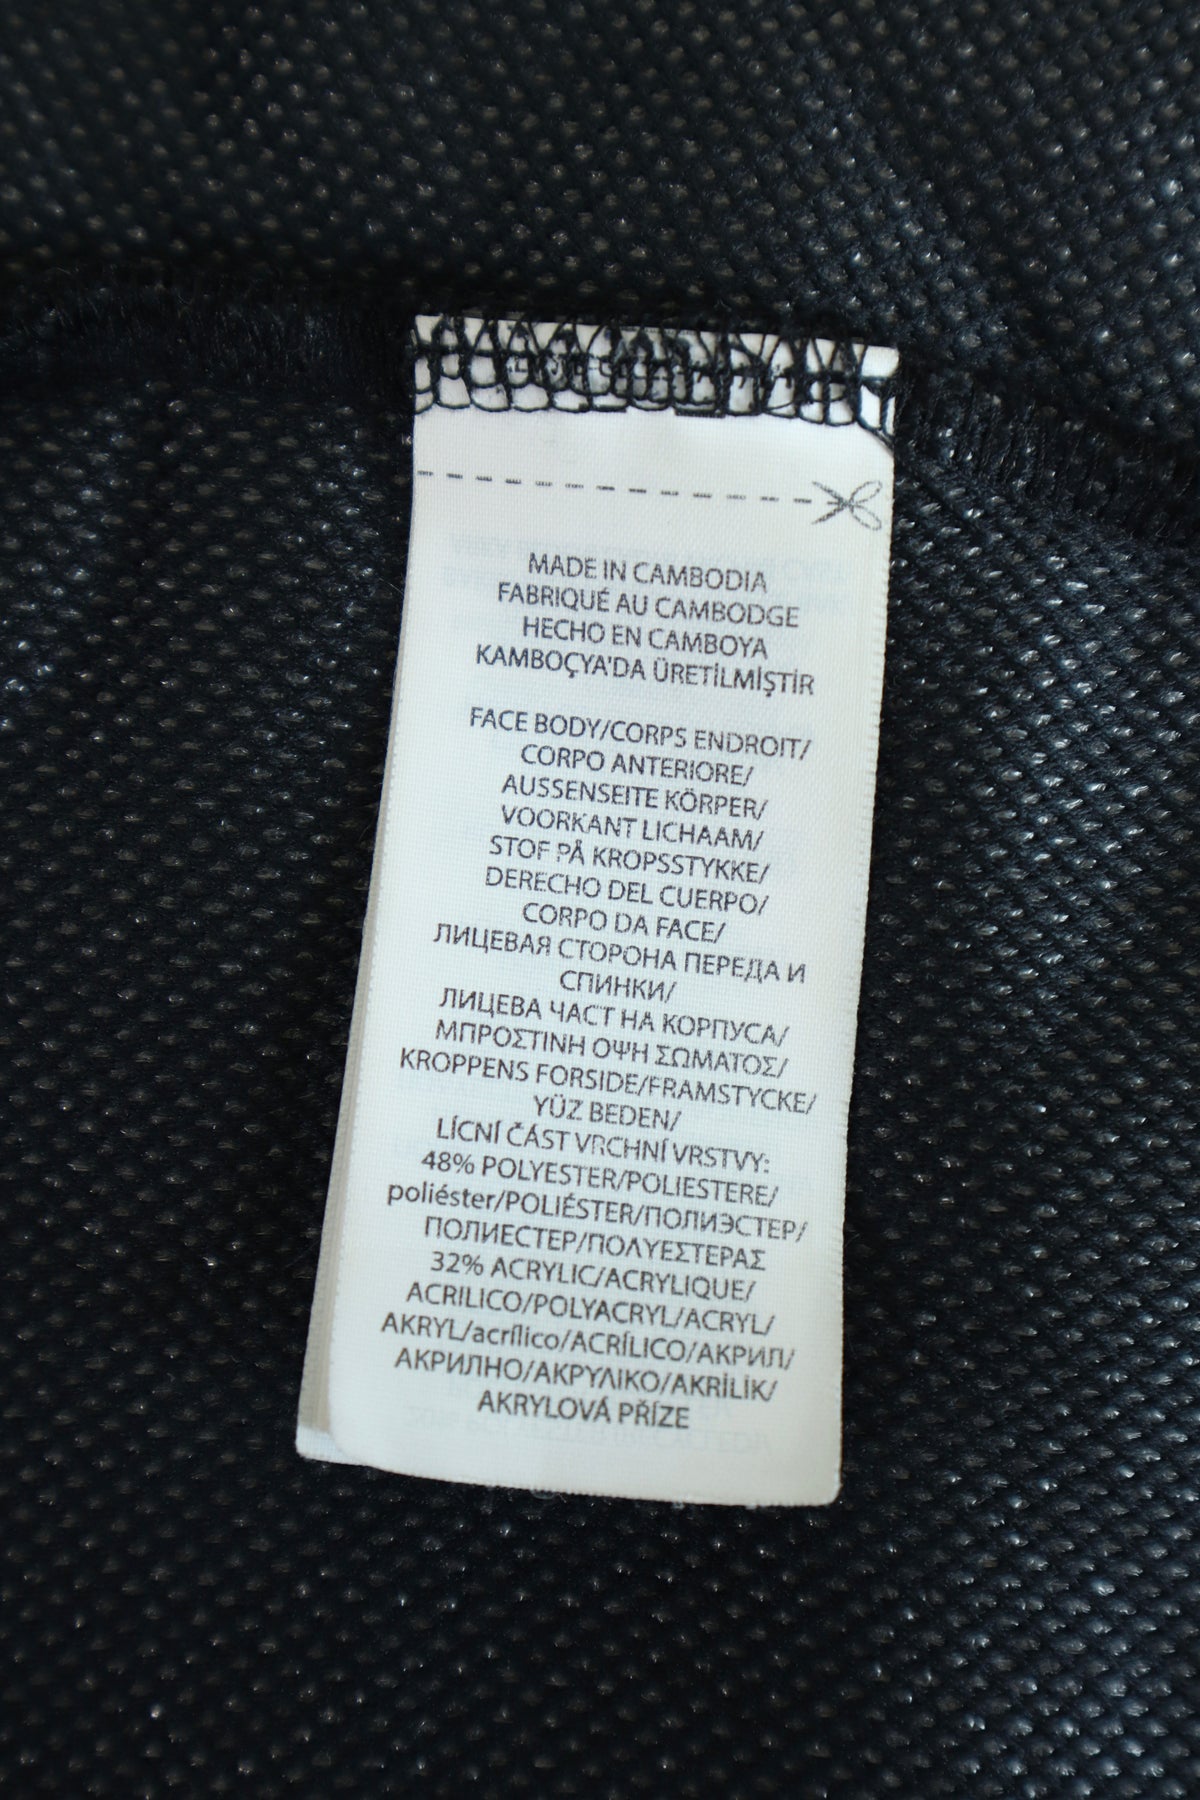 MADE IN CAMBODIA
FABRIQUÉ AU CAMBODGE
HECHO EN CAMBOYA
KAMBOÇYA'DA ÜRETİLMİŞTİR
FACE BODY/CORPS ENDROIT/
CORPO ANTERIORE/
AUSSENSEITE KÖRPER/
VOORKANT LICHAAM/
STOF PÅ KROPSSTYKKE/
DERECHO DEL CUERPO/
CORPO DA FACE/
ЛИЦЕВАЯ СТОРОНА ПЕРЕДА И
СПИНКИ/
ЛИЦЕВА ЧАСТ НА КОРПУСА/
ΜΠΡΟΣΤΙΝΗ ΟΨΗ ΣΩΜΑΤΟΣ/
KROPPENS FORSIDE/FRAMSTYCKE/
YÜZ BEDEN/
LÍCNÍ ČÁST VRCHNÍ VRSTVY:
48% POLYESTER/POLIESTERE/
poliéster/POLIÉSTER/ПОЛИЭСТЕР/
ПОЛИЕСТЕР/ΠΟΛΥΕΣΤΕΡΑΣ
32% ACRYLIC/ACRYLIQUE/
ACRILICO/POLYACRYL/ACRYL/
AKRYL/acrílico/ACRÍLICO/АКРИЛ/
АКРИЛНО/ΑΚΡΥΛΙΚΟ/AKRİLİK/
AKRYLOVÁ PŘÍZE